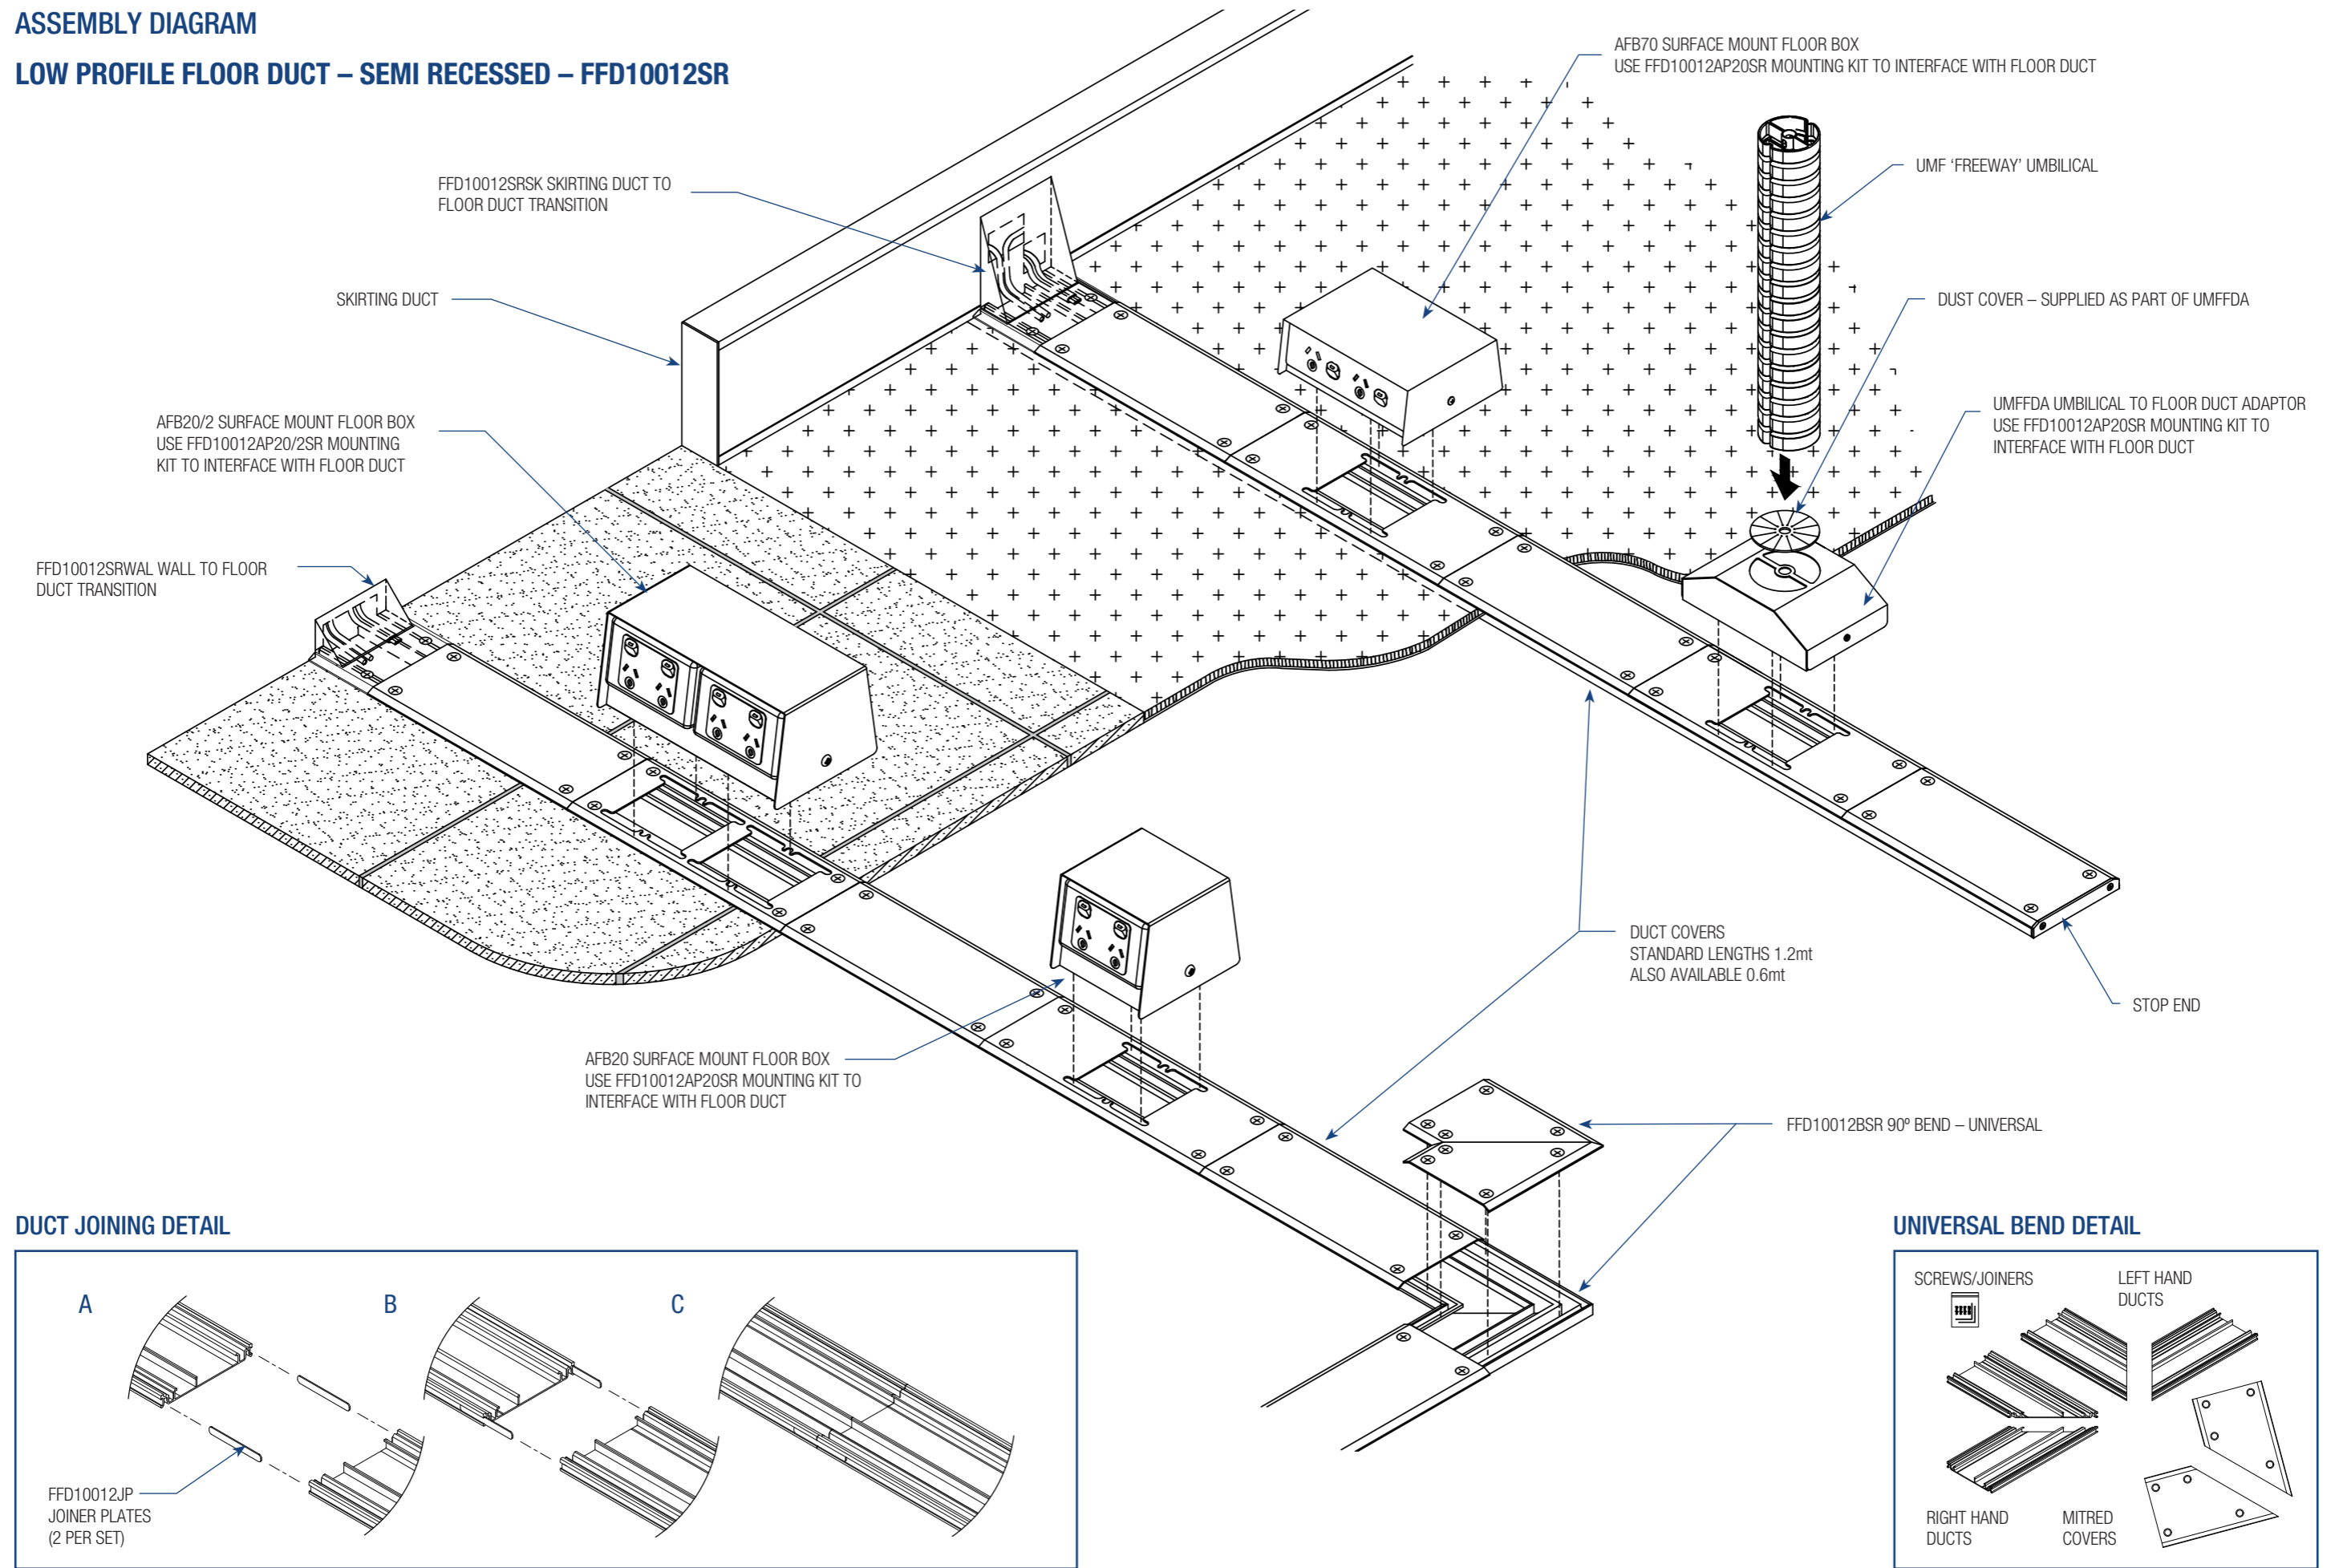 ASSEMBLY DIAGRAM
LOW PROFILE FLOOR DUCT – SEMI RECESSED – FFD10012SR
AFB70 SURFACE MOUNT FLOOR BOX
USE FFD10012AP20SR MOUNTING KIT TO INTERFACE WITH FLOOR DUCT
UMF ‘FREEWAY’ UMBILICAL
FFD10012SRSK SKIRTING DUCT TO
FLOOR DUCT TRANSITION
SKIRTING DUCT
DUST COVER – SUPPLIED AS PART OF UMFFDA
UMFFDA UMBILICAL TO FLOOR DUCT ADAPTOR
USE FFD10012AP20SR MOUNTING KIT TO
INTERFACE WITH FLOOR DUCT
AFB20/2 SURFACE MOUNT FLOOR BOX
USE FFD10012AP20/2SR MOUNTING
KIT TO INTERFACE WITH FLOOR DUCT
FFD10012SRWAL WALL TO FLOOR
DUCT TRANSITION
DUCT COVERS
STANDARD LENGTHS 1.2mt
ALSO AVAILABLE 0.6mt
STOP END
AFB20 SURFACE MOUNT FLOOR BOX
USE FFD10012AP20SR MOUNTING KIT TO
INTERFACE WITH FLOOR DUCT
FFD10012BSR 90º BEND – UNIVERSAL
DUCT JOINING DETAIL
A
B
C
FFD10012JP
JOINER PLATES
(2 PER SET)
UNIVERSAL BEND DETAIL
SCREWS/JOINERS
LEFT HAND
DUCTS
RIGHT HAND
DUCTS
MITRED
COVERS